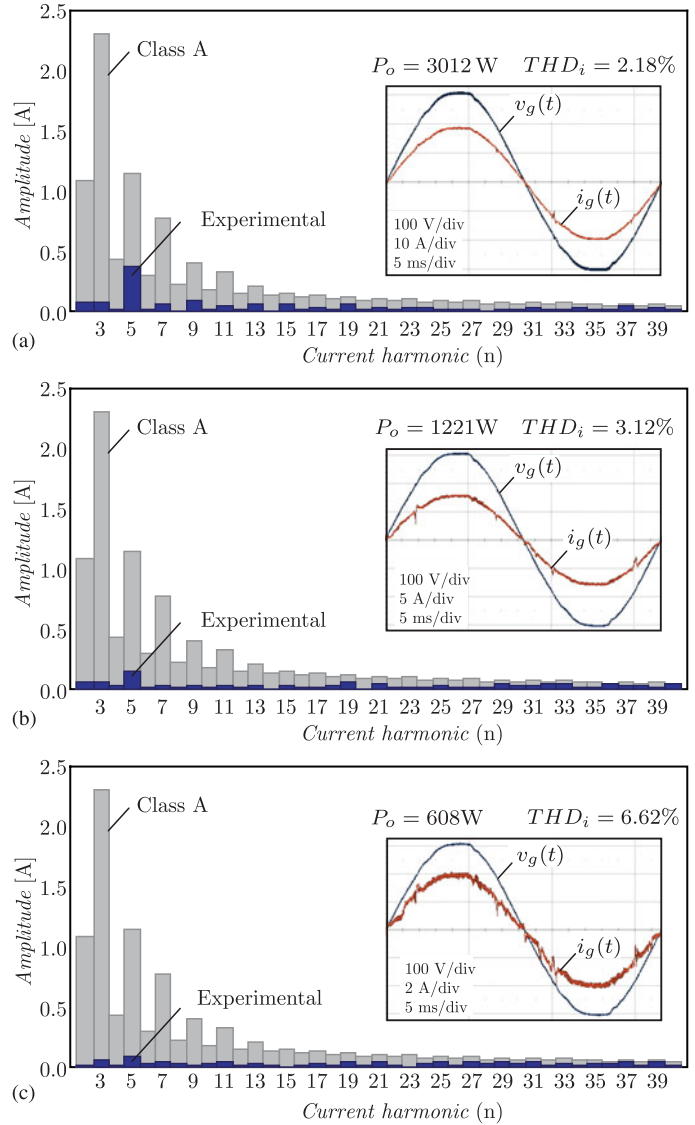 2.5
Class A
P_o = 3012 W THD_i = 2.18%
2.0
v_g(t)
1.5
Amplitude [A]
1.0
Experimental
i_g(t)
100 V/div
10 A/div
5 ms/div
0.5
0.0
3 5 7 9 11 13 15 17 19 21 23 25 27 29 31 33 35 37 39
(a)
Current harmonic (n)
2.5
Class A
P_o = 1221W THD_i = 3.12%
2.0
v_g(t)
1.5
Amplitude [A]
i_g(t)
1.0
100 V/div
5 A/div
5 ms/div
Experimental
0.5
0.0
3 5 7 9 11 13 15 17 19 21 23 25 27 29 31 33 35 37 39
(b)
Current harmonic (n)
2.5
Class A
P_o = 608W THD_i = 6.62%
2.0
v_g(t)
1.5
Amplitude [A]
i_g(t)
1.0
100 V/div
2 A/div
5 ms/div
Experimental
0.5
0.0
3 5 7 9 11 13 15 17 19 21 23 25 27 29 31 33 35 37 39
(c)
Current harmonic (n)